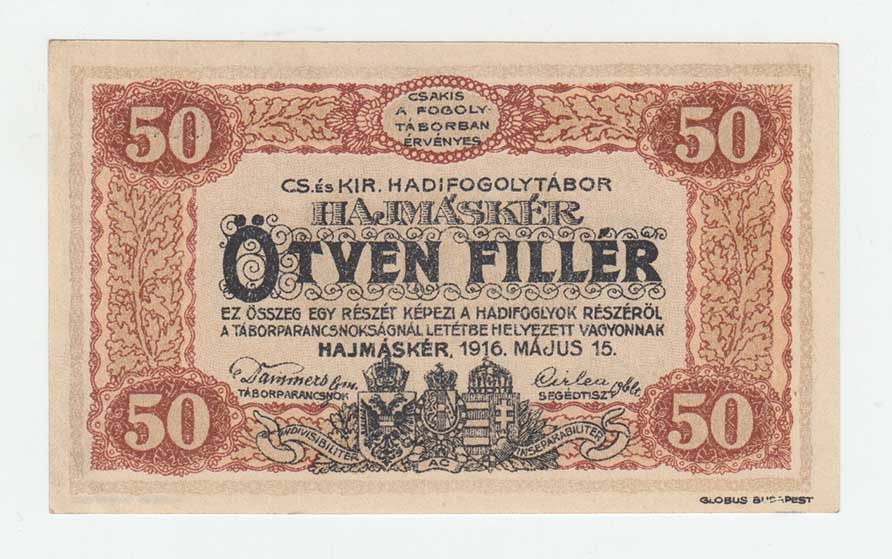 50
CSAKIS
A FOGOLY-
TÁBORBAN
ÉRVÉNYES
50
CS. és KIR. HADIFOGOLYTÁBOR
HAJMÁSKÉR
ÖTVEN FILLÉR
EZ ÖSSZEG EGY RÉSZÉT KÉPEZI A HADIFOGLYOK RÉSZÉRÖL
A TÁBORPARANCSNOKSÁGNÁL LETÉTBE HELYEZETT VAGYONNAK
HAJMÁSKÉR, 1916. MÁJUS 15.
TÁBORPARANCSNOK
SEGÉDTISZT
50
INDIVISIBILITER
AC
INSEPARABILITER
50
GLOBUS BUDAPEST